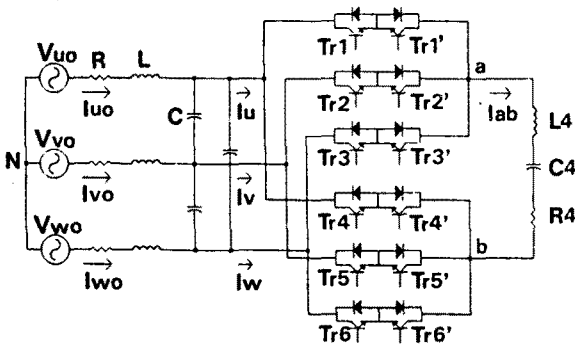 Vuo R L
Iuo
C
Iu
N
Vvo
Ivo
Iv
Vwo
Iwo
Iw
Tr1 Tr1'
Tr2 Tr2'
Tr3 Tr3'
Tr4 Tr4'
Tr5 Tr5'
Tr6 Tr6'
a
Iab
b
L4
C4
R4